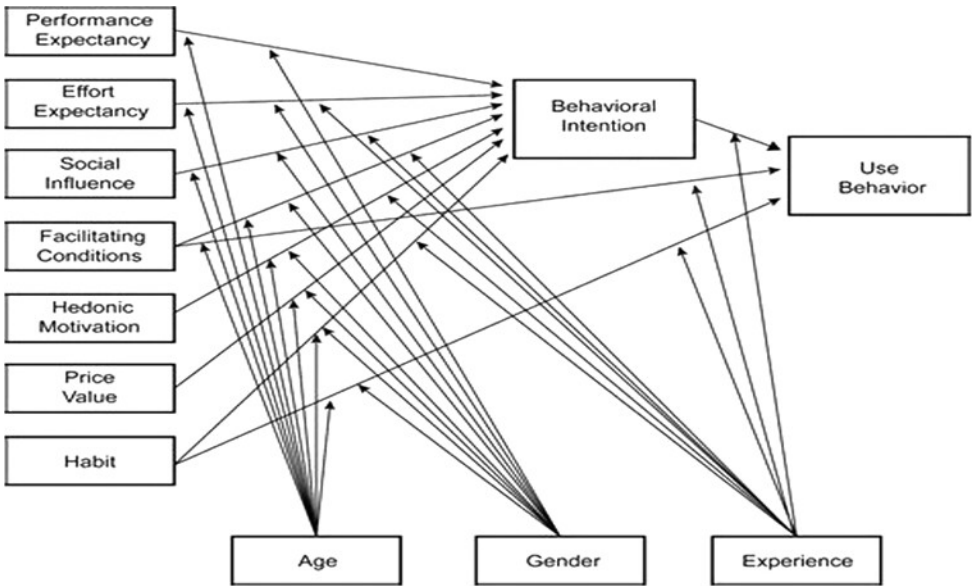 Performance
Expectancy
Effort
Expectancy
Social
Influence
Facilitating
Conditions
Hedonic
Motivation
Price
Value
Habit
Behavioral
Intention
Use
Behavior
Age
Gender
Experience